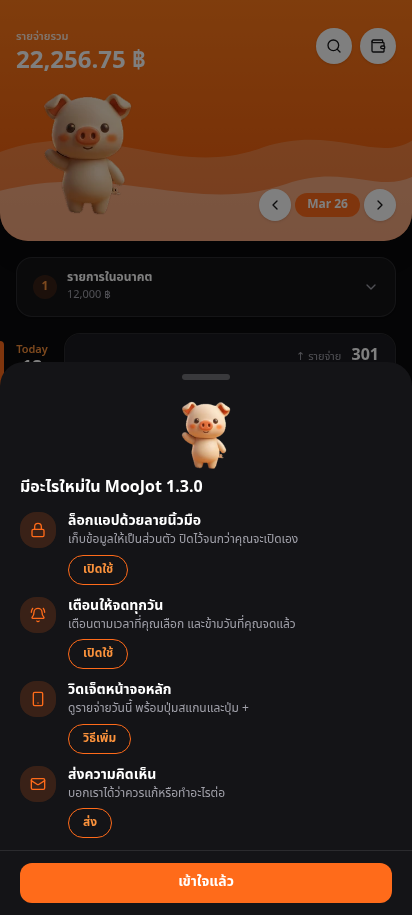 รายจ่ายรวม
22,256.75 ฿
Mar 26
1
รายการในอนาคต
12,000 ฿
Today
↑ รายจ่าย 301
มีอะไรใหม่ใน MooJot 1.3.0
ล็อกแอปด้วยลายนิ้วมือ
เก็บข้อมูลให้เป็นส่วนตัว ปิดไว้จนกว่าคุณจะเปิดเอง
เปิดใช้
เตือนให้จดทุกวัน
เตือนตามเวลาที่คุณเลือก และข้ามวันที่คุณจดแล้ว
เปิดใช้
วิดเจ็ตหน้าจอหลัก
ดูรายจ่ายวันนี้ พร้อมปุ่มสแกนและปุ่ม +
วิธีเพิ่ม
ส่งความคิดเห็น
บอกเราได้ว่าควรแก้หรือทำอะไรต่อ
ส่ง
เข้าใจแล้ว